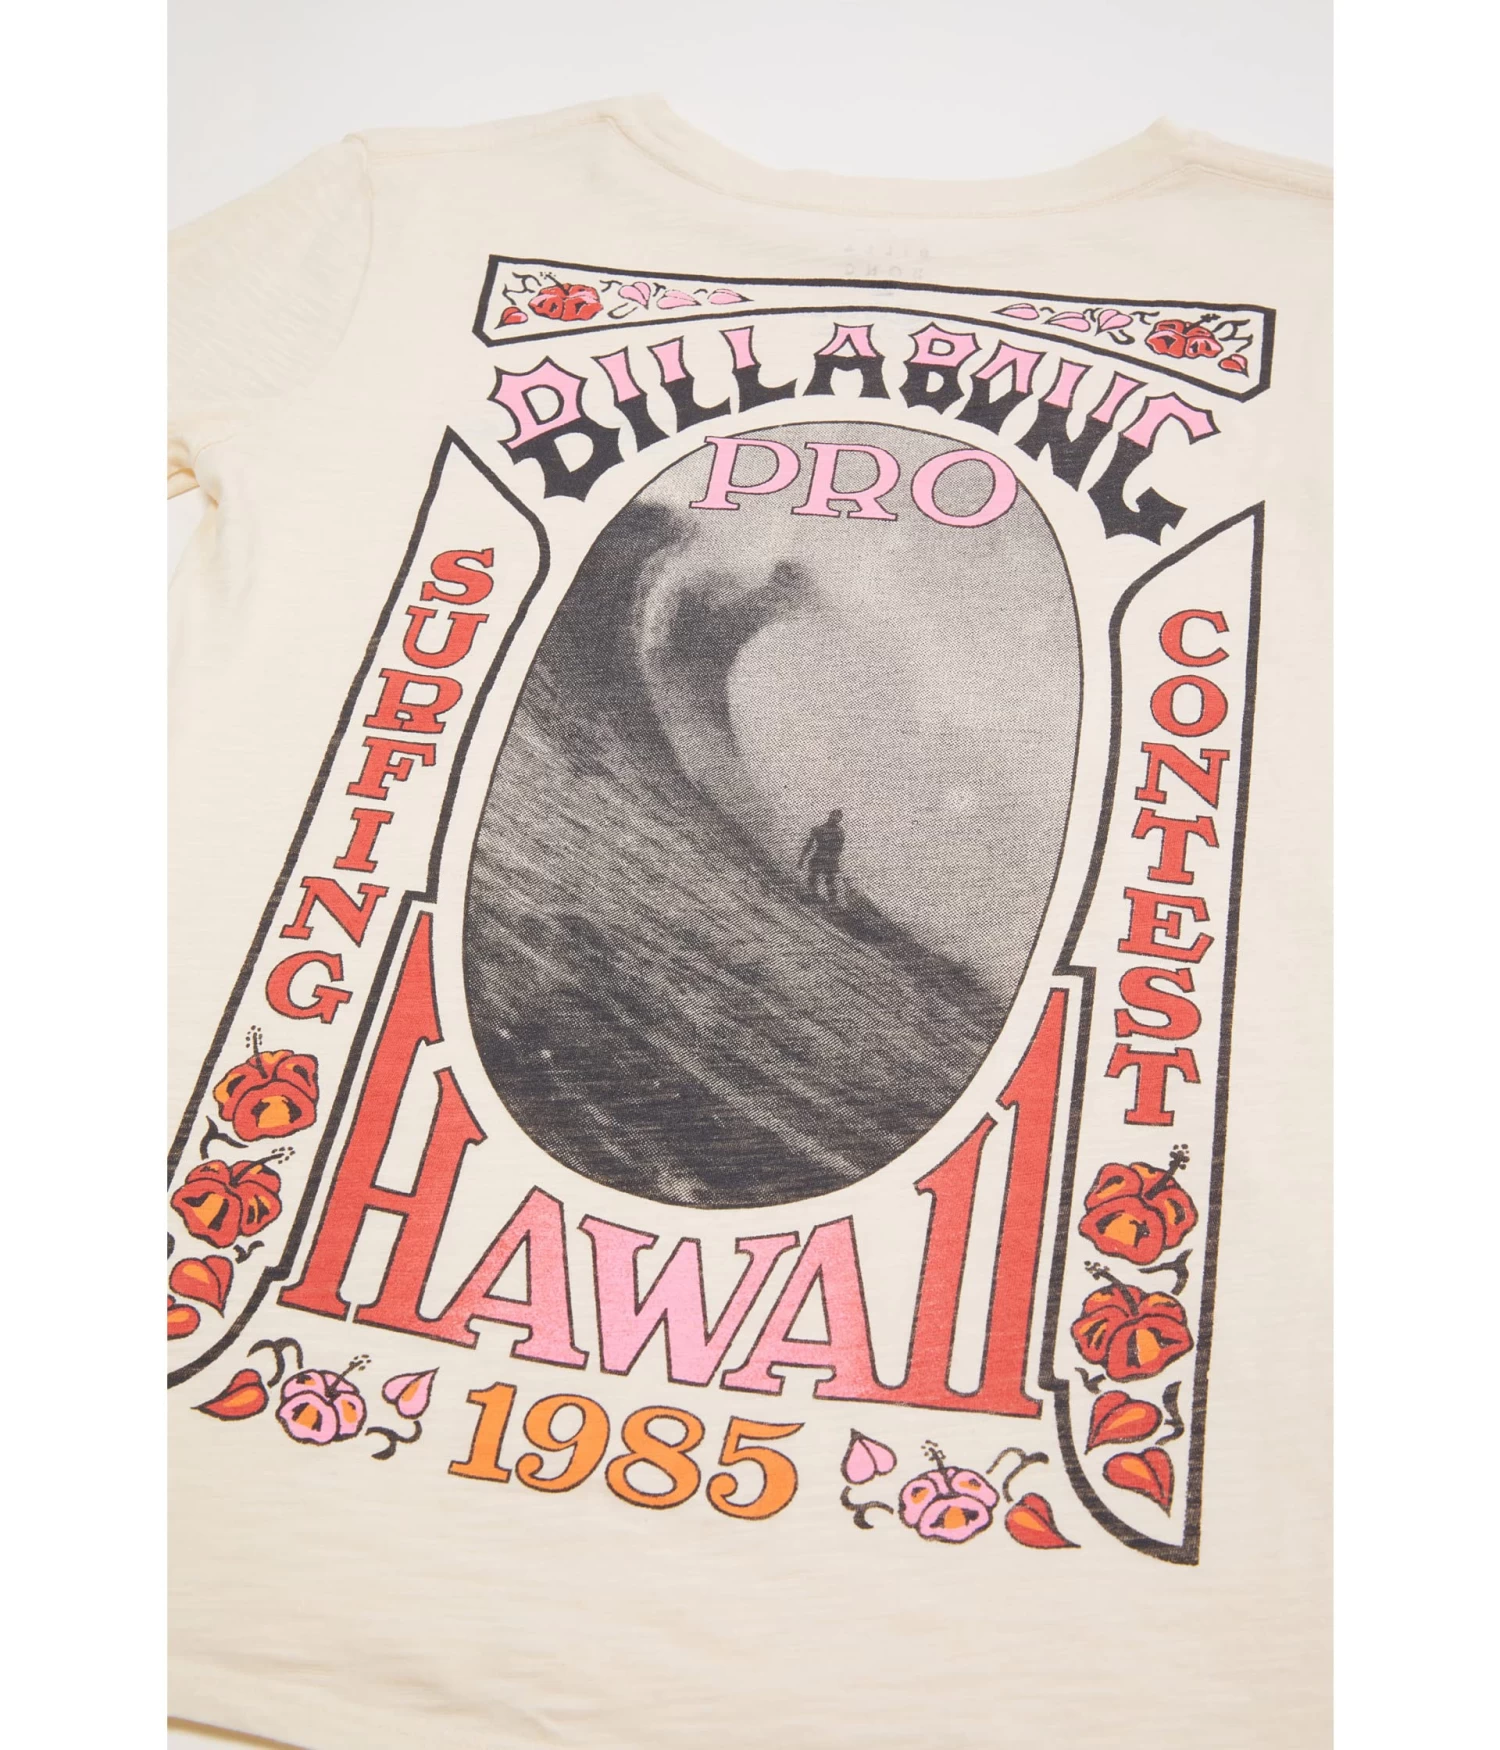 BILLABONG
PRO
SURFING
CONTEST
HAWAII
1985